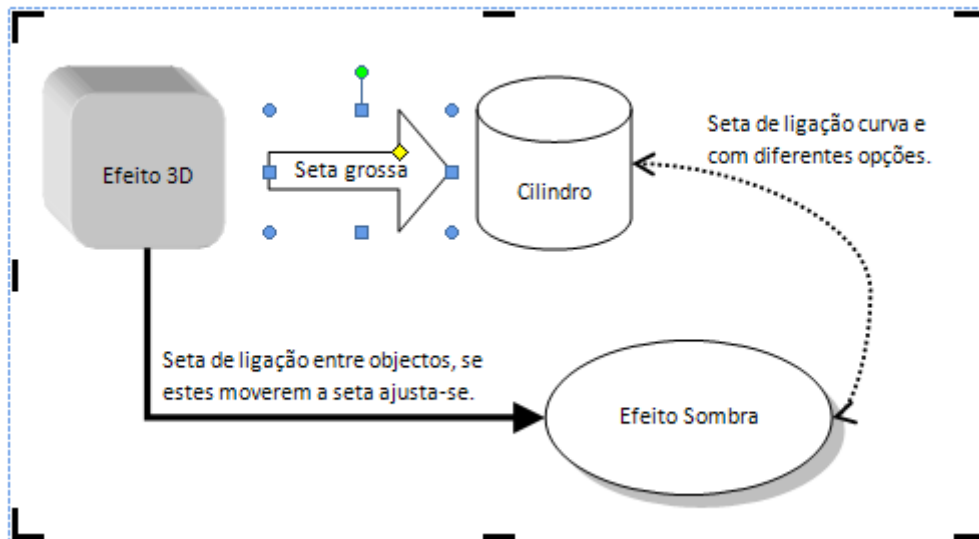 Efeito 3D
Seta grossa
Cilindro
Seta de ligação curva e
com diferentes opções.
Seta de ligação entre objectos, se
estes moverem a seta ajusta-se.
Efeito Sombra